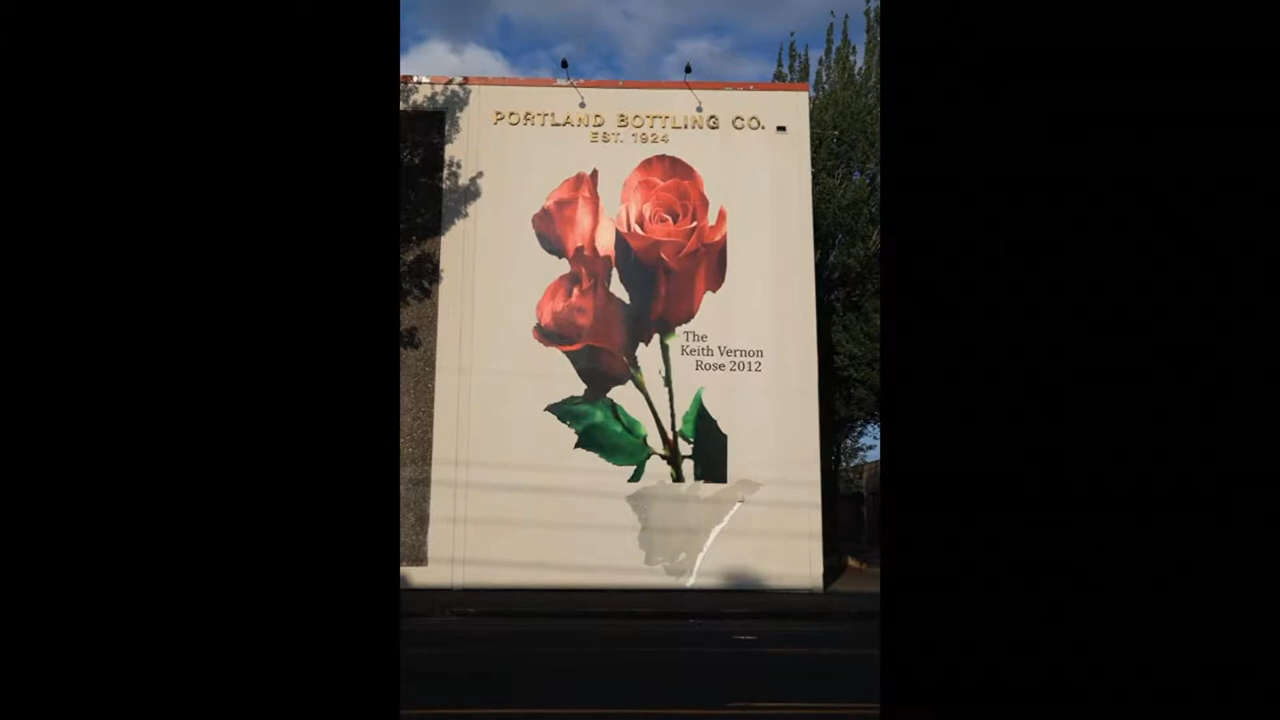 PORTLAND BOTTLING CO.
EST. 1924
The
Keith Vernon
Rose 2012